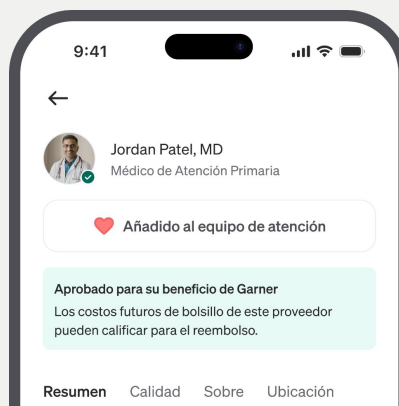 9:41
Jordan Patel, MD
Médico de Atención Primaria
Añadido al equipo de atención
Aprobado para su beneficio de Garner
Los costos futuros de bolsillo de este proveedor
pueden calificar para el reembolso.
Resumen Calidad Sobre Ubicación